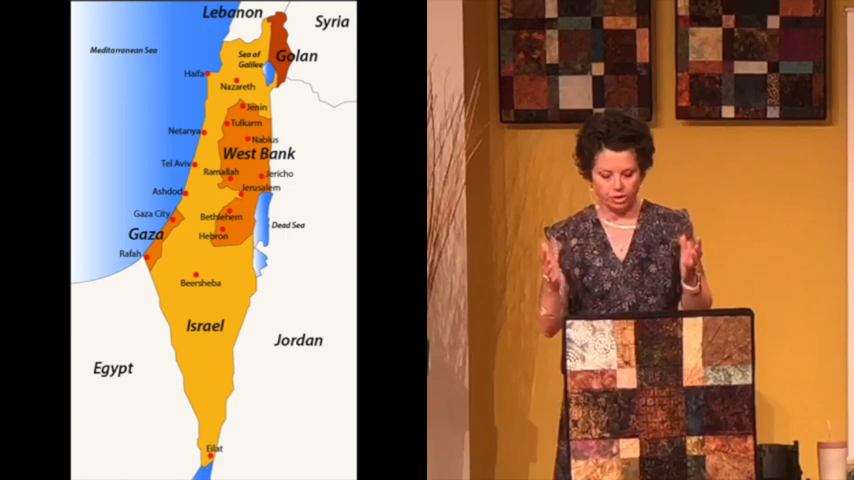 Lebanon
Syria
Mediterranean Sea
Sea of
Galilee
Golan
Haifa
Nazareth
Jenin
Tulkarm
Netanya
Nablus
West Bank
Tel Aviv
Ramallah
Jericho
Jerusalem
Ashdod
Gaza City
Bethlehem
Dead Sea
Gaza
Hebron
Rafah
Beersheba
Israel
Jordan
Egypt
Eilat